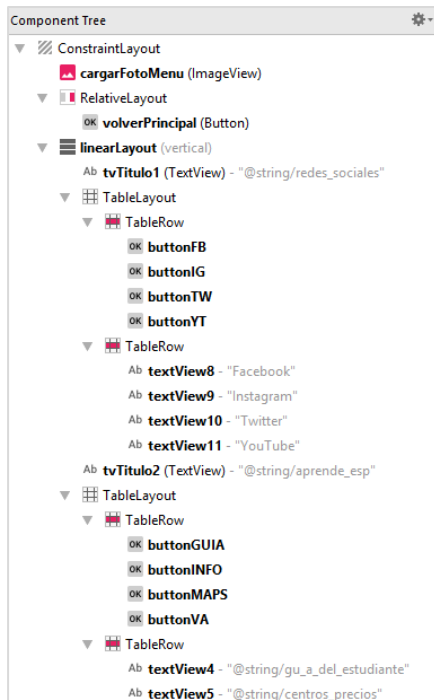 Component Tree
ConstraintLayout
cargarFotoMenu (ImageView)
RelativeLayout
OK volverPrincipal (Button)
linearLayout (vertical)
Ab tvTitulo1 (TextView) - "@string/redes_sociales"
TableLayout
TableRow
OK buttonFB
OK buttonIG
OK buttonTW
OK buttonYT
TableRow
Ab textView8 - "Facebook"
Ab textView9 - "Instagram"
Ab textView10 - "Twitter"
Ab textView11 - "YouTube"
Ab tvTitulo2 (TextView) - "@string/aprende_esp"
TableLayout
TableRow
OK buttonGUIA
OK buttonINFO
OK buttonMAPS
OK buttonVA
TableRow
Ab textView4 - "@string/gu_a_del_estudiante"
Ab textView5 - "@string/centros_precios"